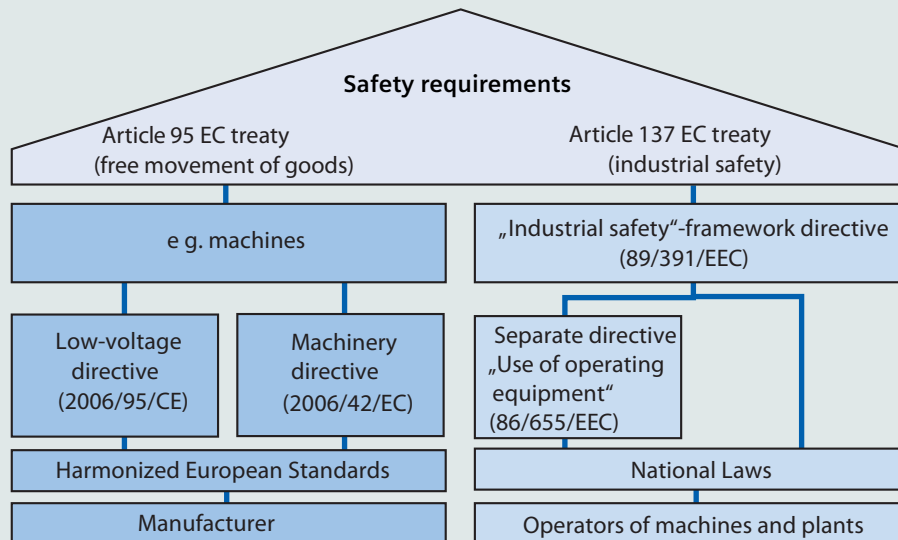 Safety requirements
Article 95 EC treaty
(free movement of goods)
Article 137 EC treaty
(industrial safety)
e g. machines
„Industrial safety“-framework directive
(89/391/EEC)
Low-voltage
directive
(2006/95/CE)
Machinery
directive
(2006/42/EC)
Separate directive
„Use of operating
equipment“
(86/655/EEC)
Harmonized European Standards
National Laws
Manufacturer
Operators of machines and plants